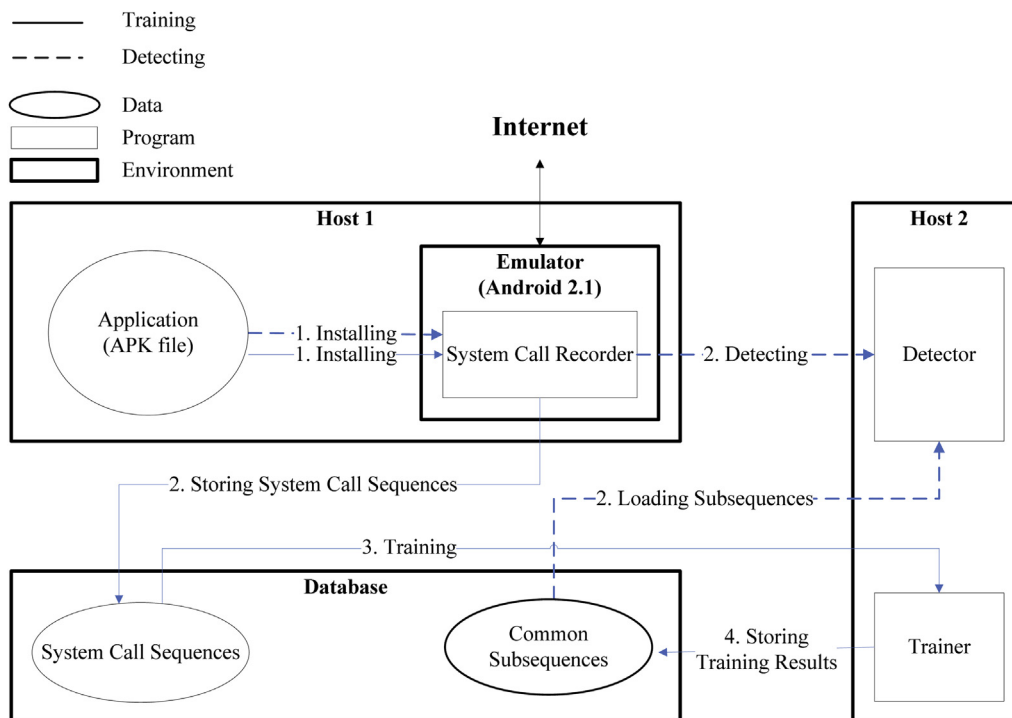 Training
Detecting
Data
Program
Environment
Internet
Host 1
Host 2
Emulator
(Android 2.1)
Application
(APK file)
1. Installing
1. Installing
System Call Recorder
2. Detecting
Detector
2. Storing System Call Sequences
2. Loading Subsequences
3. Training
Database
System Call Sequences
Common
Subsequences
4. Storing
Training Results
Trainer